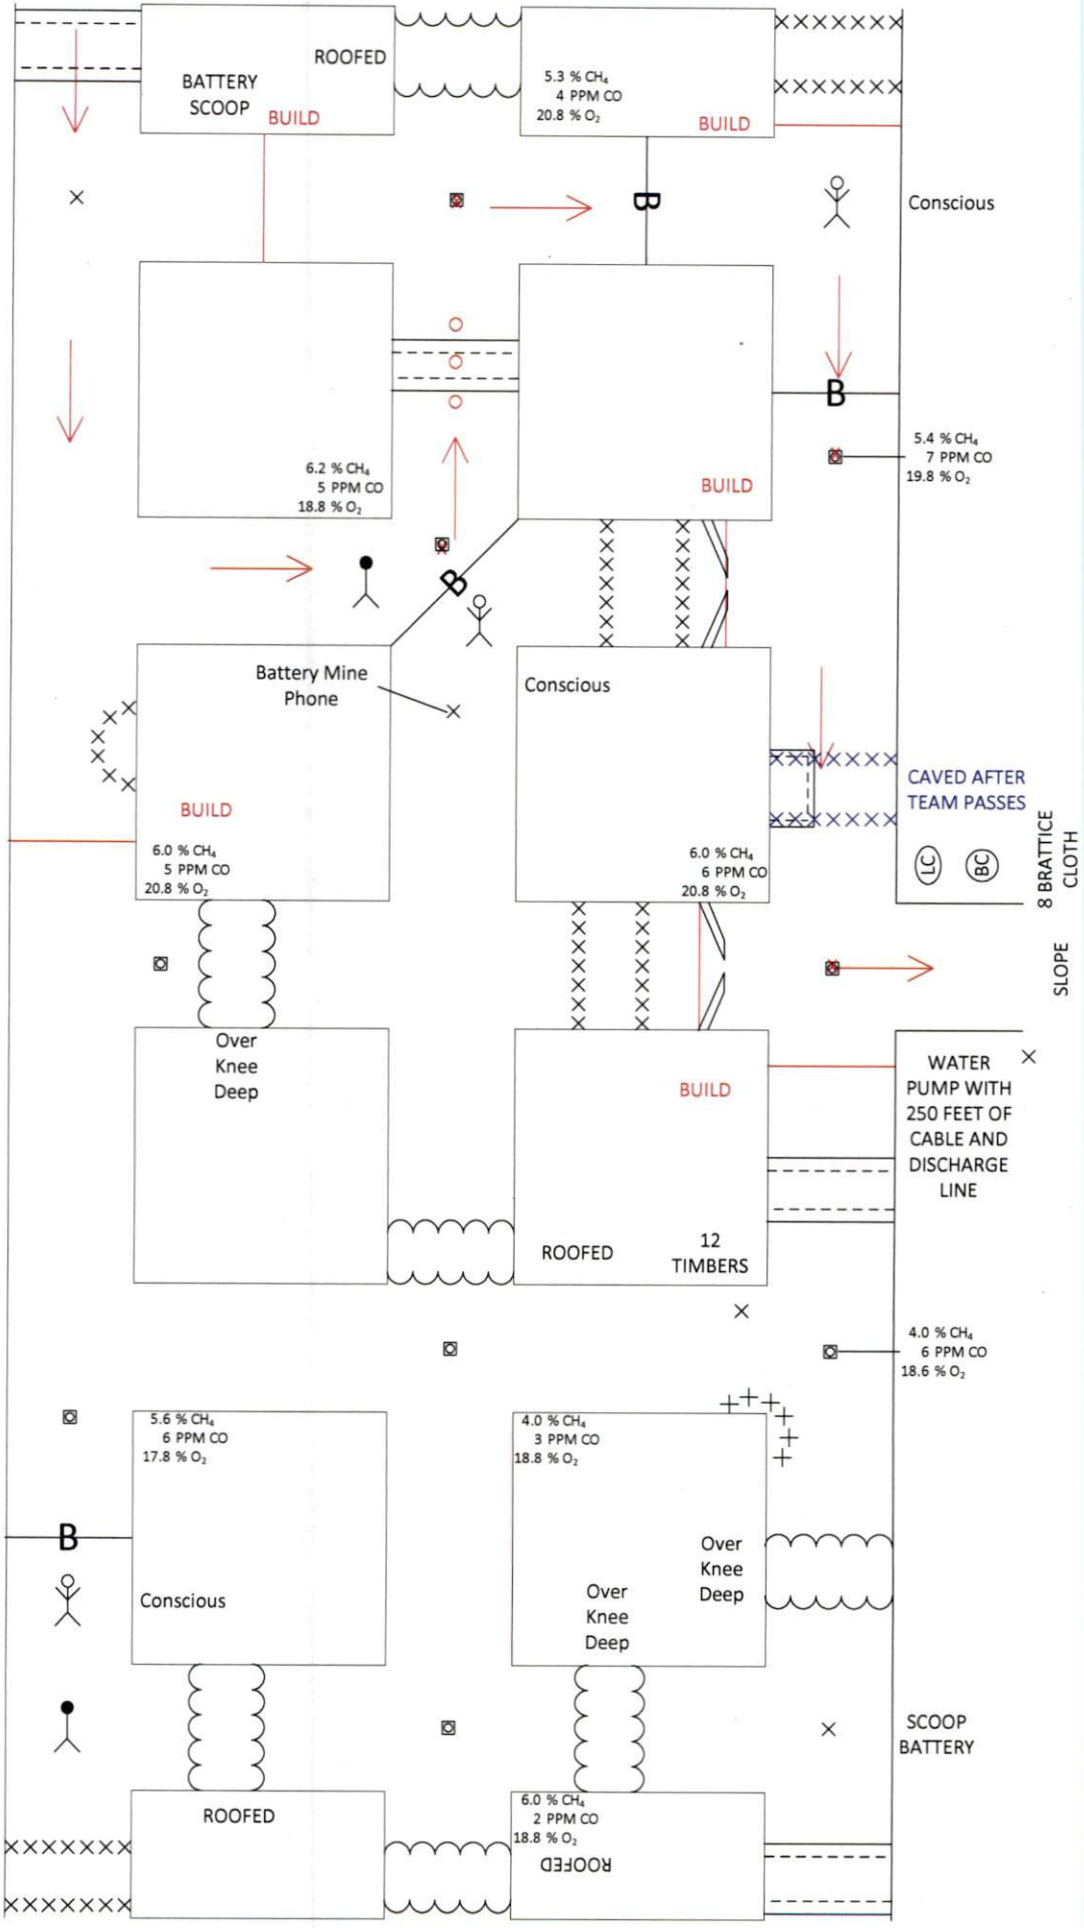 ROOFED
BATTERY
SCOOP
BUILD
5.3 % CH₄
4 PPM CO
20.8 % O₂
BUILD
B
Conscious
B
5.4 % CH₄
7 PPM CO
19.8 % O₂
6.2 % CH₄
5 PPM CO
18.8 % O₂
BUILD
B
Battery Mine
Phone
Conscious
CAVED AFTER
TEAM PASSES
BUILD
6.0 % CH₄
5 PPM CO
20.8 % O₂
6.0 % CH₄
6 PPM CO
20.8 % O₂
LC
BC
8 BRATTICE
CLOTH
SLOPE
Over
Knee
Deep
BUILD
WATER
PUMP WITH
250 FEET OF
CABLE AND
DISCHARGE
LINE
ROOFED
12
TIMBERS
4.0 % CH₄
6 PPM CO
18.6 % O₂
5.6 % CH₄
6 PPM CO
17.8 % O₂
4.0 % CH₄
3 PPM CO
18.8 % O₂
B
Conscious
Over
Knee
Deep
Over
Knee
Deep
SCOOP
BATTERY
ROOFED
6.0 % CH₄
2 PPM CO
18.8 % O₂
ROOFED